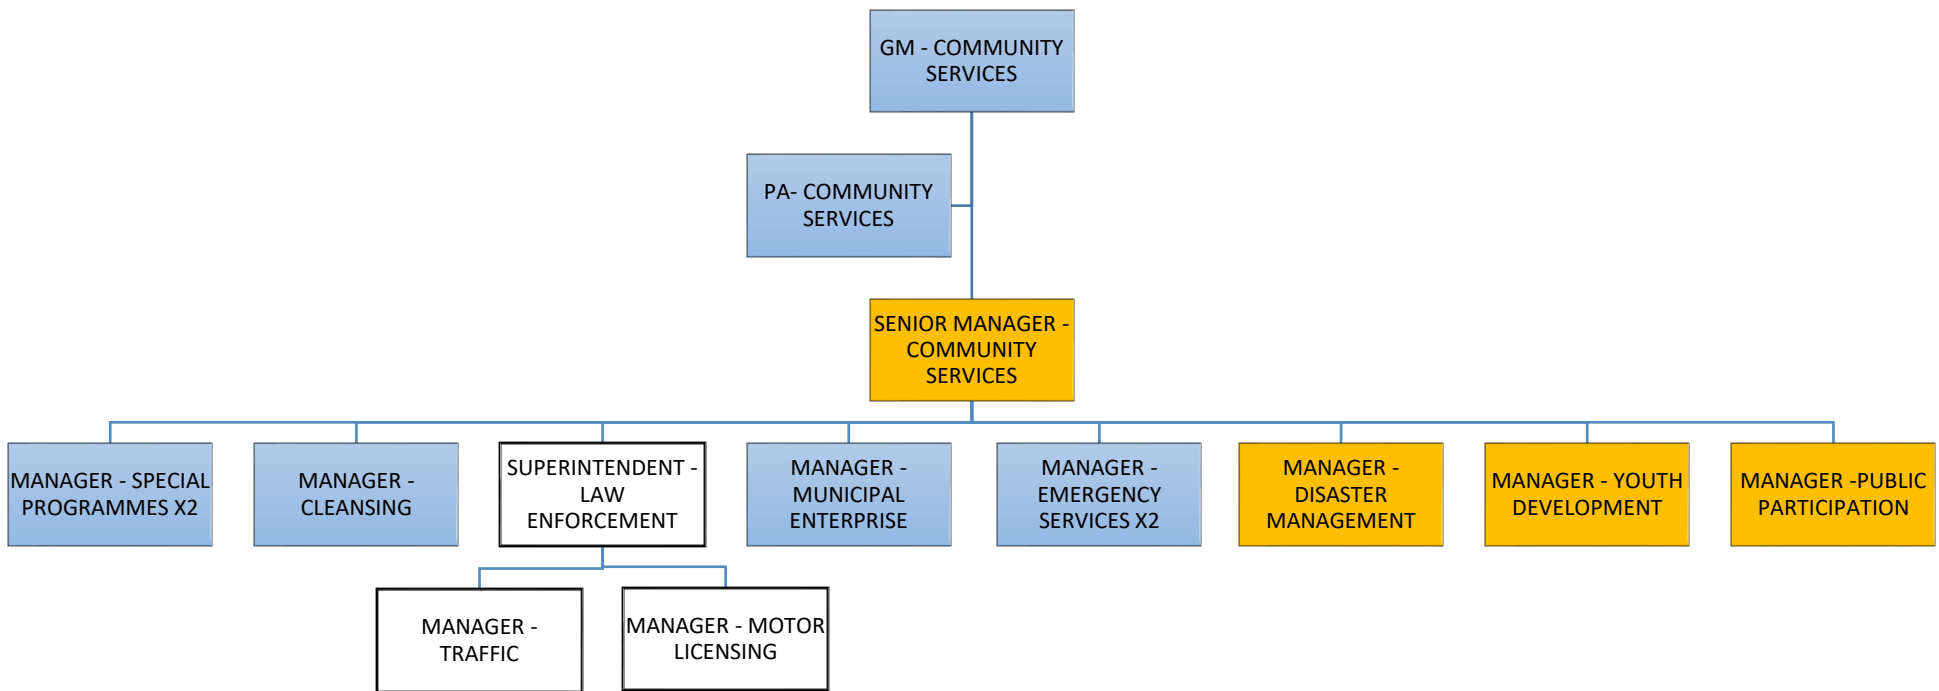 GM - COMMUNITY
SERVICES
PA- COMMUNITY
SERVICES
SENIOR MANAGER -
COMMUNITY
SERVICES
MANAGER - SPECIAL
PROGRAMMES X2
MANAGER -
CLEANSING
SUPERINTENDENT -
LAW
ENFORCEMENT
MANAGER -
MUNICIPAL
ENTERPRISE
MANAGER -
EMERGENCY
SERVICES X2
MANAGER -
DISASTER
MANAGEMENT
MANAGER - YOUTH
DEVELOPMENT
MANAGER -PUBLIC
PARTICIPATION
MANAGER -
TRAFFIC
MANAGER - MOTOR
LICENSING